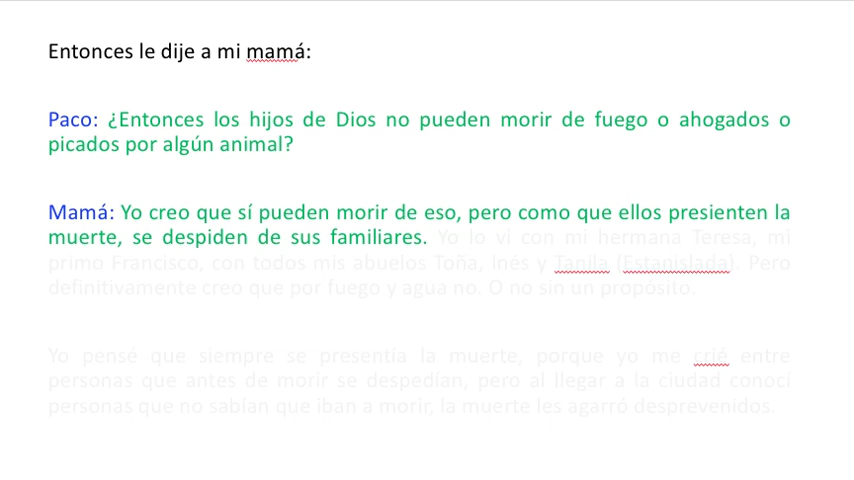 Entonces le dije a mi mamá:
Paco: ¿Entonces los hijos de Dios no pueden morir de fuego o ahogados o
picados por algún animal?
Mamá: Yo creo que sí pueden morir de eso, pero como que ellos presienten la
muerte, se despiden de sus familiares. Yo lo vi con mi hermana Teresa, mi
primo Francisco, con todos mis abuelos Toña, Inés y Tanila (Estanislada). Pero
definitivamente creo que por fuego y agua no. O no sin un propósito.
Yo pensé que siempre se presentía la muerte, porque yo me crié entre
personas que antes de morir se despedían, pero al llegar a la ciudad conocí
personas que no sabían que iban a morir, la muerte les agarró desprevenidos.